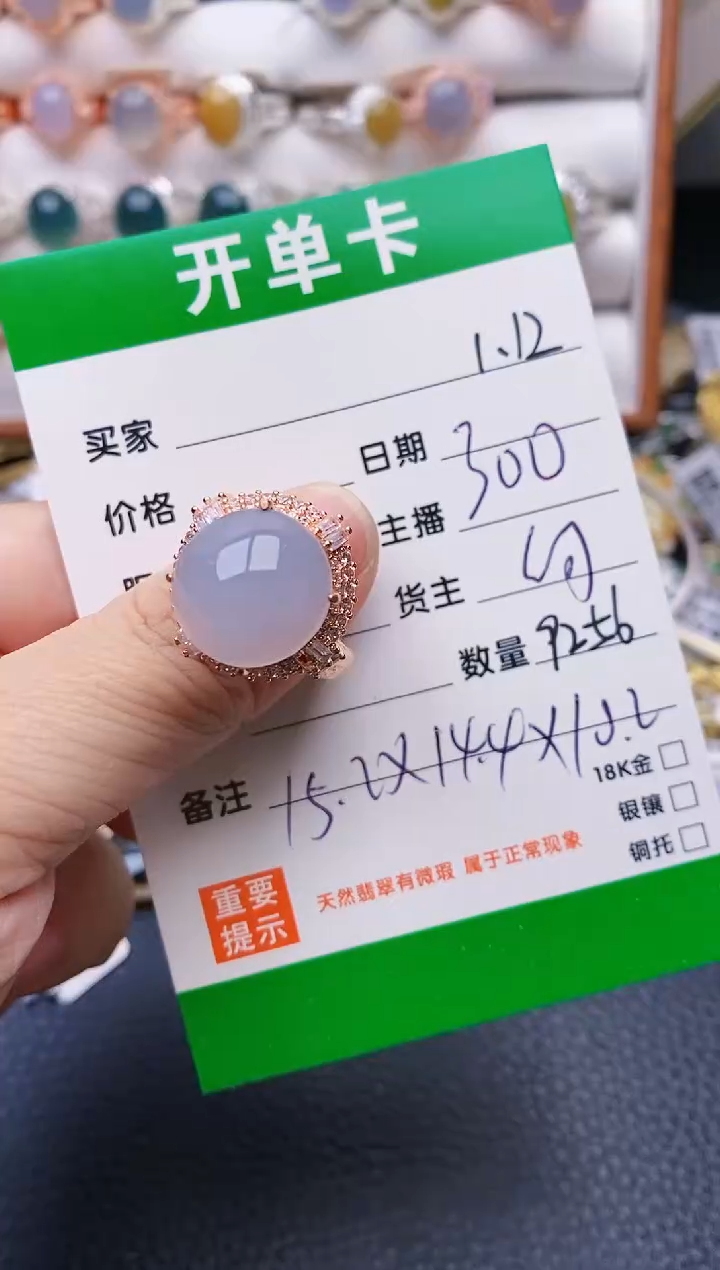 开单卡
1.12
买家
日期 300
价格
主播
货主
数量 9256
备注 15.2X14.4X10.2
18K金
银镶
铜托
重要提示
天然翡翠有微瑕 属于正常现象